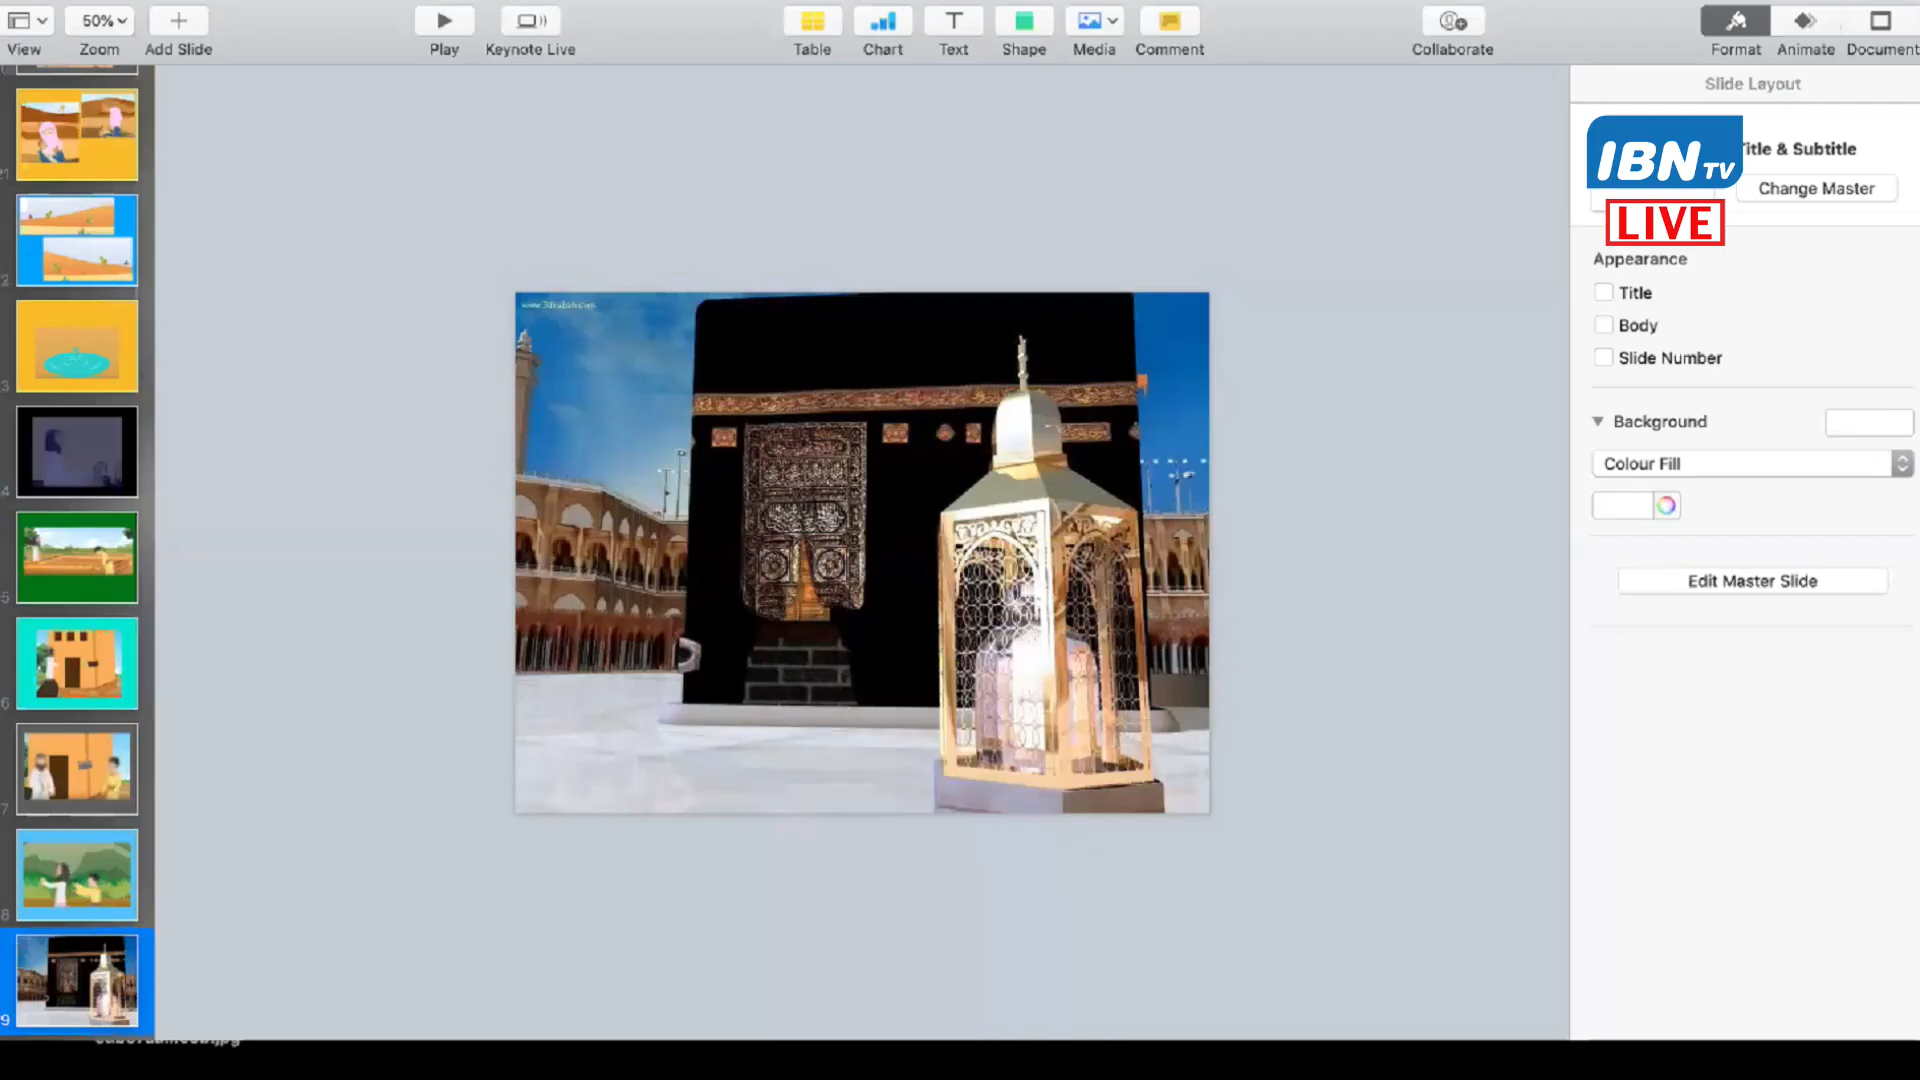 View
50%
Zoom
Add Slide
Play
Keynote Live
Table
Chart
Text
Shape
Media
Comment
Collaborate
Format
Animate
Document
Slide Layout
IBN TV
LIVE
Title & Subtitle
Change Master
Appearance
Title
Body
Slide Number
Background
Colour Fill
Edit Master Slide